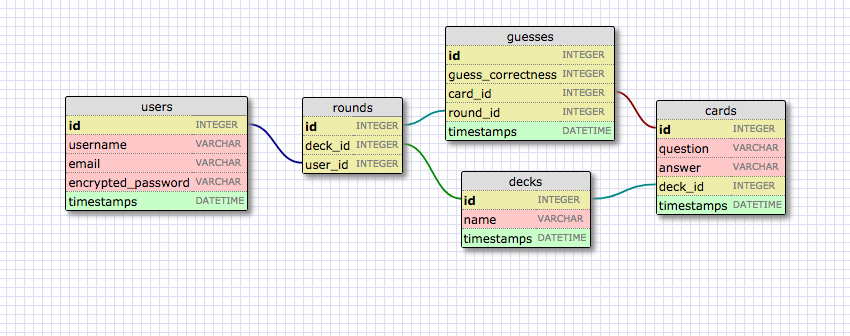 users
id INTEGER
username VARCHAR
email VARCHAR
encrypted_password VARCHAR
timestamps DATETIME
rounds
id INTEGER
deck_id INTEGER
user_id INTEGER
guesses
id INTEGER
guess_correctness INTEGER
card_id INTEGER
round_id INTEGER
timestamps DATETIME
decks
id INTEGER
name VARCHAR
timestamps DATETIME
cards
id INTEGER
question VARCHAR
answer VARCHAR
deck_id INTEGER
timestamps DATETIME